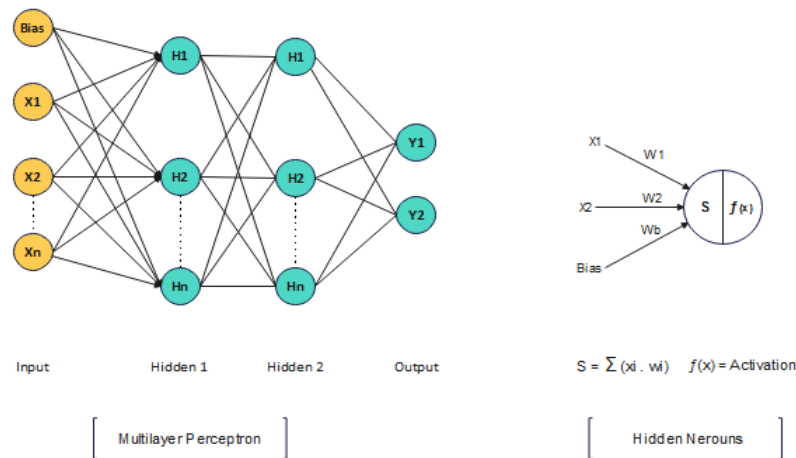 Bias
X1
X2
Xn
H1
H2
Hn
H1
H2
Hn
Y1
Y2
Input
Hidden 1
Hidden 2
Output
Multilayer Perceptron
X1
W1
X2
W2
Wb
Bias
S
ƒ(x)
S = Σ (xi . wi)   ƒ(x) = Activation
Hidden Nerouns